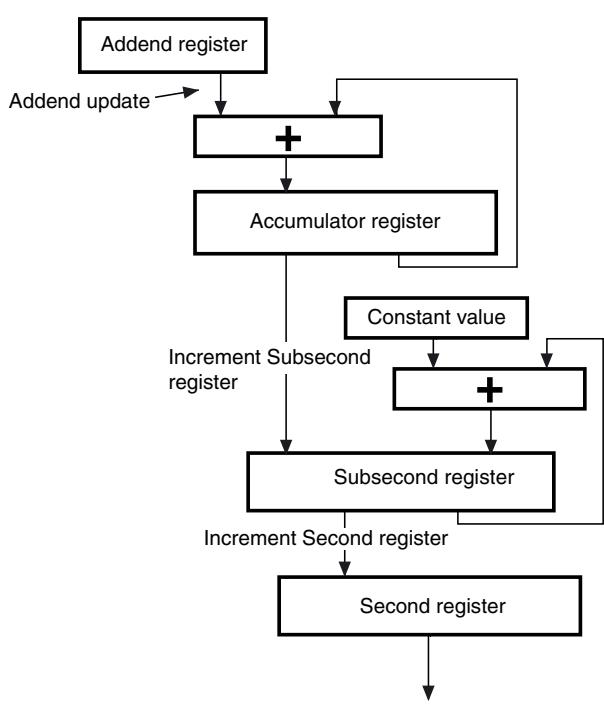 Addend register
Addend update
+
Accumulator register
Constant value
Increment Subsecond
register
+
Subsecond register
Increment Second register
Second register